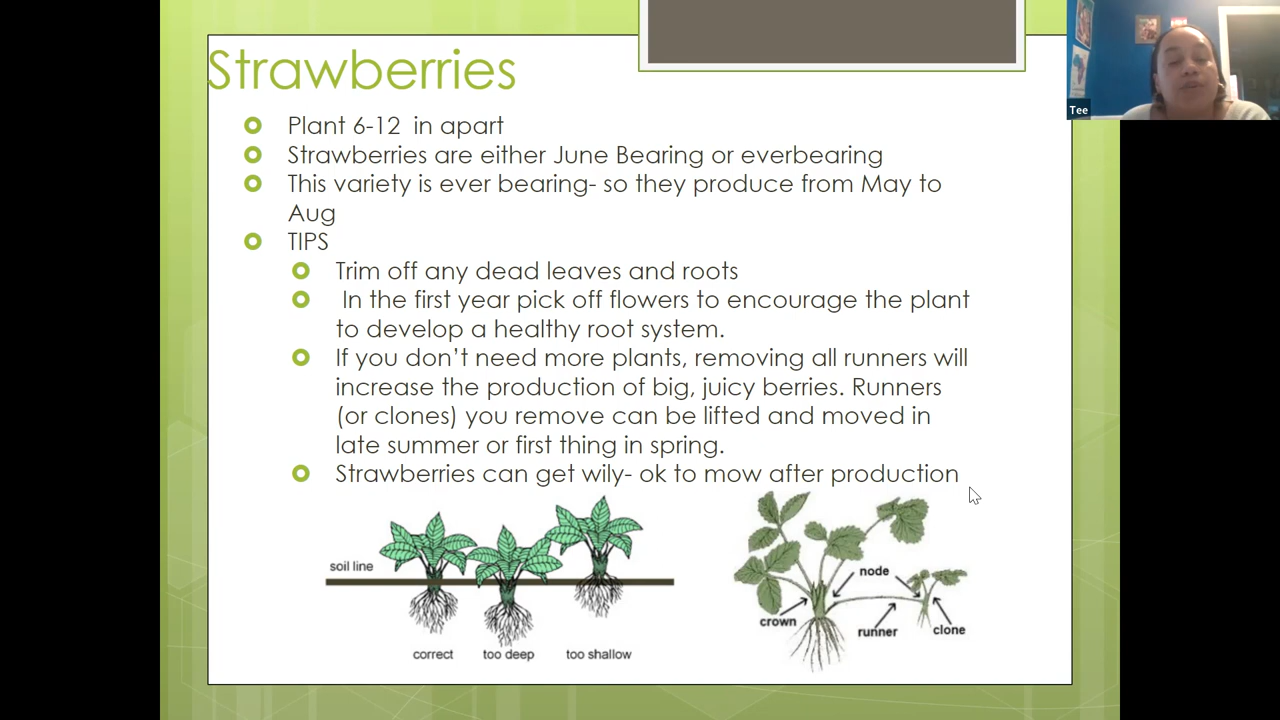 Strawberries
Tee
Plant 6-12 in apart
Strawberries are either June Bearing or everbearing
This variety is ever bearing- so they produce from May to
Aug
TIPS
Trim off any dead leaves and roots
In the first year pick off flowers to encourage the plant
to develop a healthy root system.
If you don’t need more plants, removing all runners will
increase the production of big, juicy berries. Runners
(or clones) you remove can be lifted and moved in
late summer or first thing in spring.
Strawberries can get wily- ok to mow after production
soil line
correct
too deep
too shallow
node
crown
runner
clone